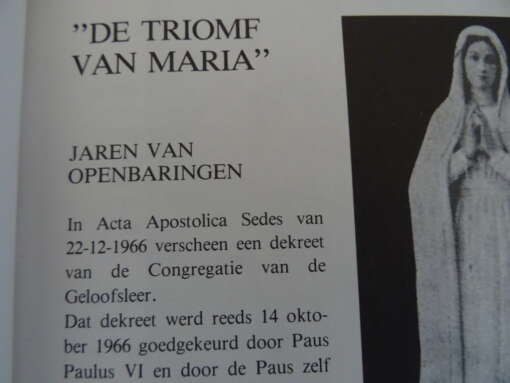 "DE TRIOMF
VAN MARIA"
JAREN VAN
OPENBARINGEN
In Acta Apostolica Sedes van
22-12-1966 verscheen een dekreet
van de Congregatie van de
Geloofsleer.
Dat dekreet werd reeds 14 okto-
ber 1966 goedgekeurd door Paus
Paulus VI en door de Paus zelf